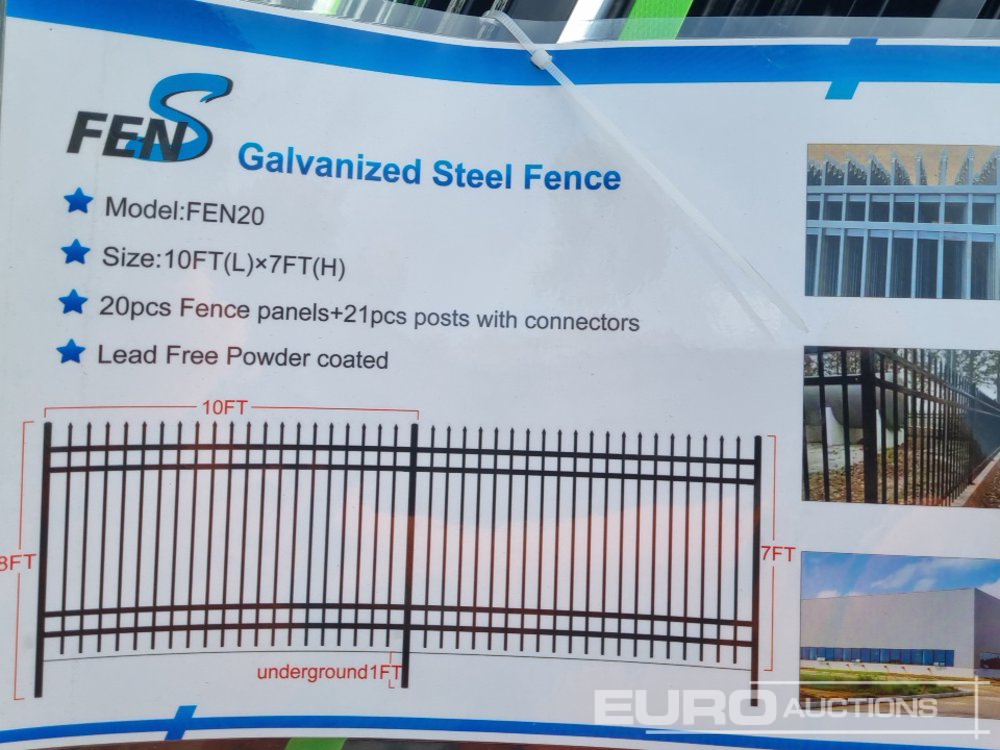 FENS
Galvanized Steel Fence
Model:FEN20
Size:10FT(L)×7FT(H)
20pcs Fence panels+21pcs posts with connectors
Lead Free Powder coated
10FT
8FT
7FT
underground1FT
EURO AUCTIONS